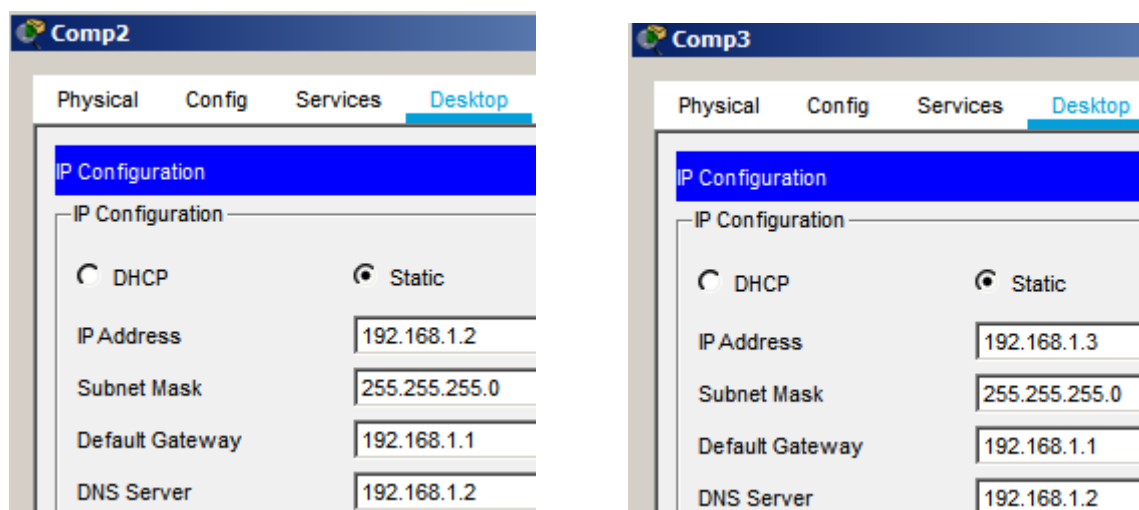 Comp2
Physical Config Services Desktop
IP Configuration
IP Configuration
DHCP Static
IP Address 192.168.1.2
Subnet Mask 255.255.255.0
Default Gateway 192.168.1.1
DNS Server 192.168.1.2
Comp3
Physical Config Services Desktop
IP Configuration
IP Configuration
DHCP Static
IP Address 192.168.1.3
Subnet Mask 255.255.255.0
Default Gateway 192.168.1.1
DNS Server 192.168.1.2